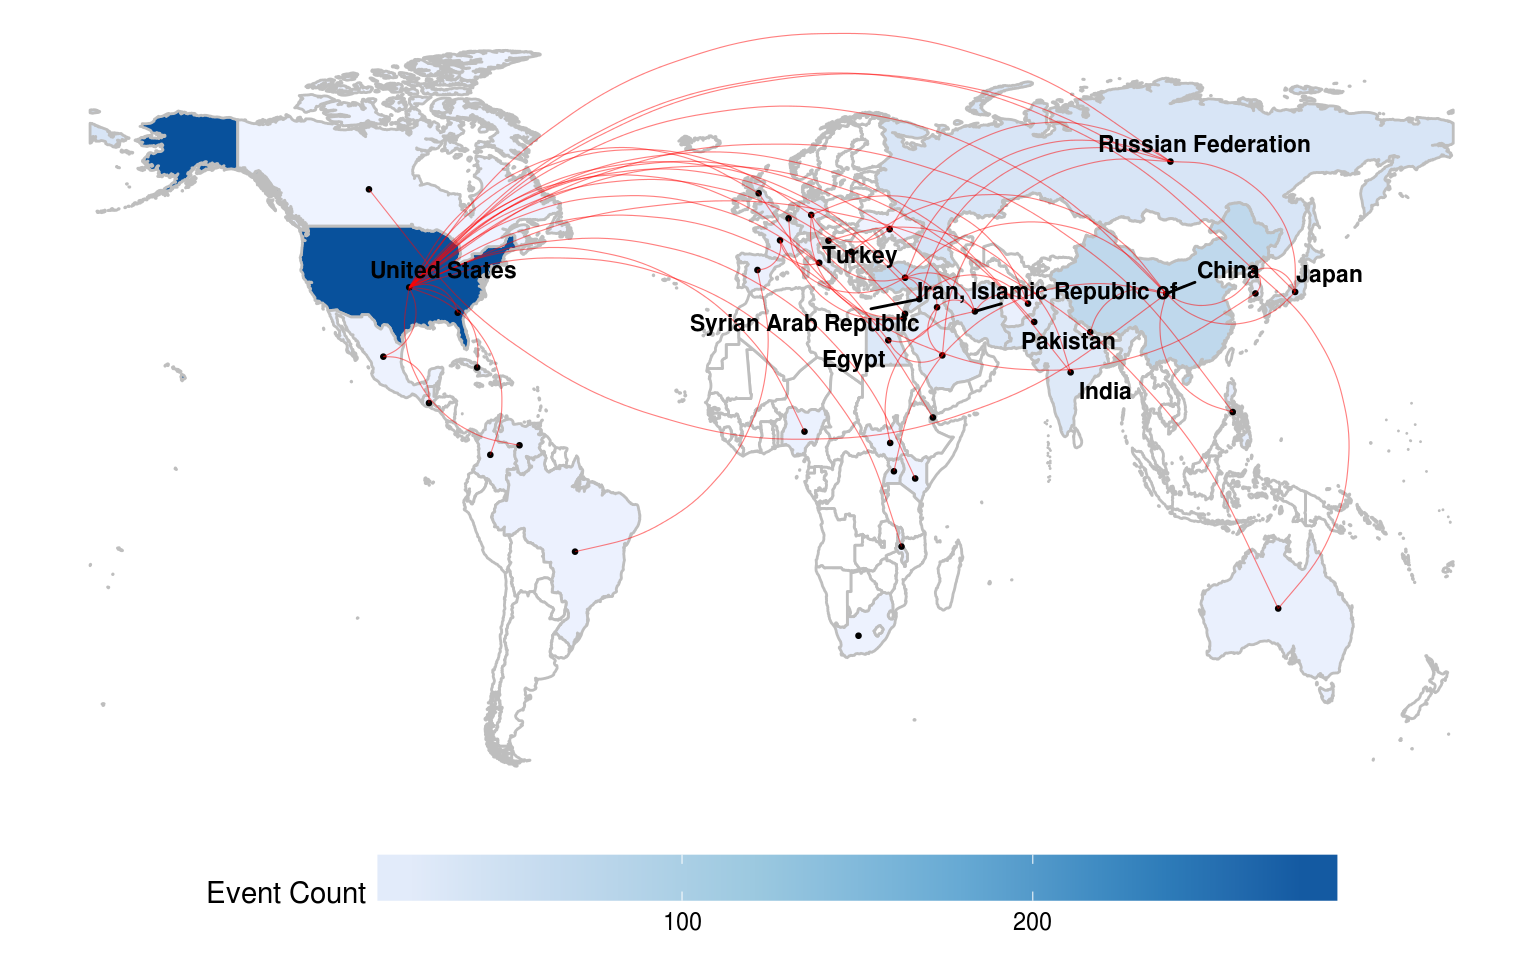 Russian Federation
United States
Turkey
China
Japan
Iran, Islamic Republic of
Syrian Arab Republic
Pakistan
Egypt
India
Event Count
100
200